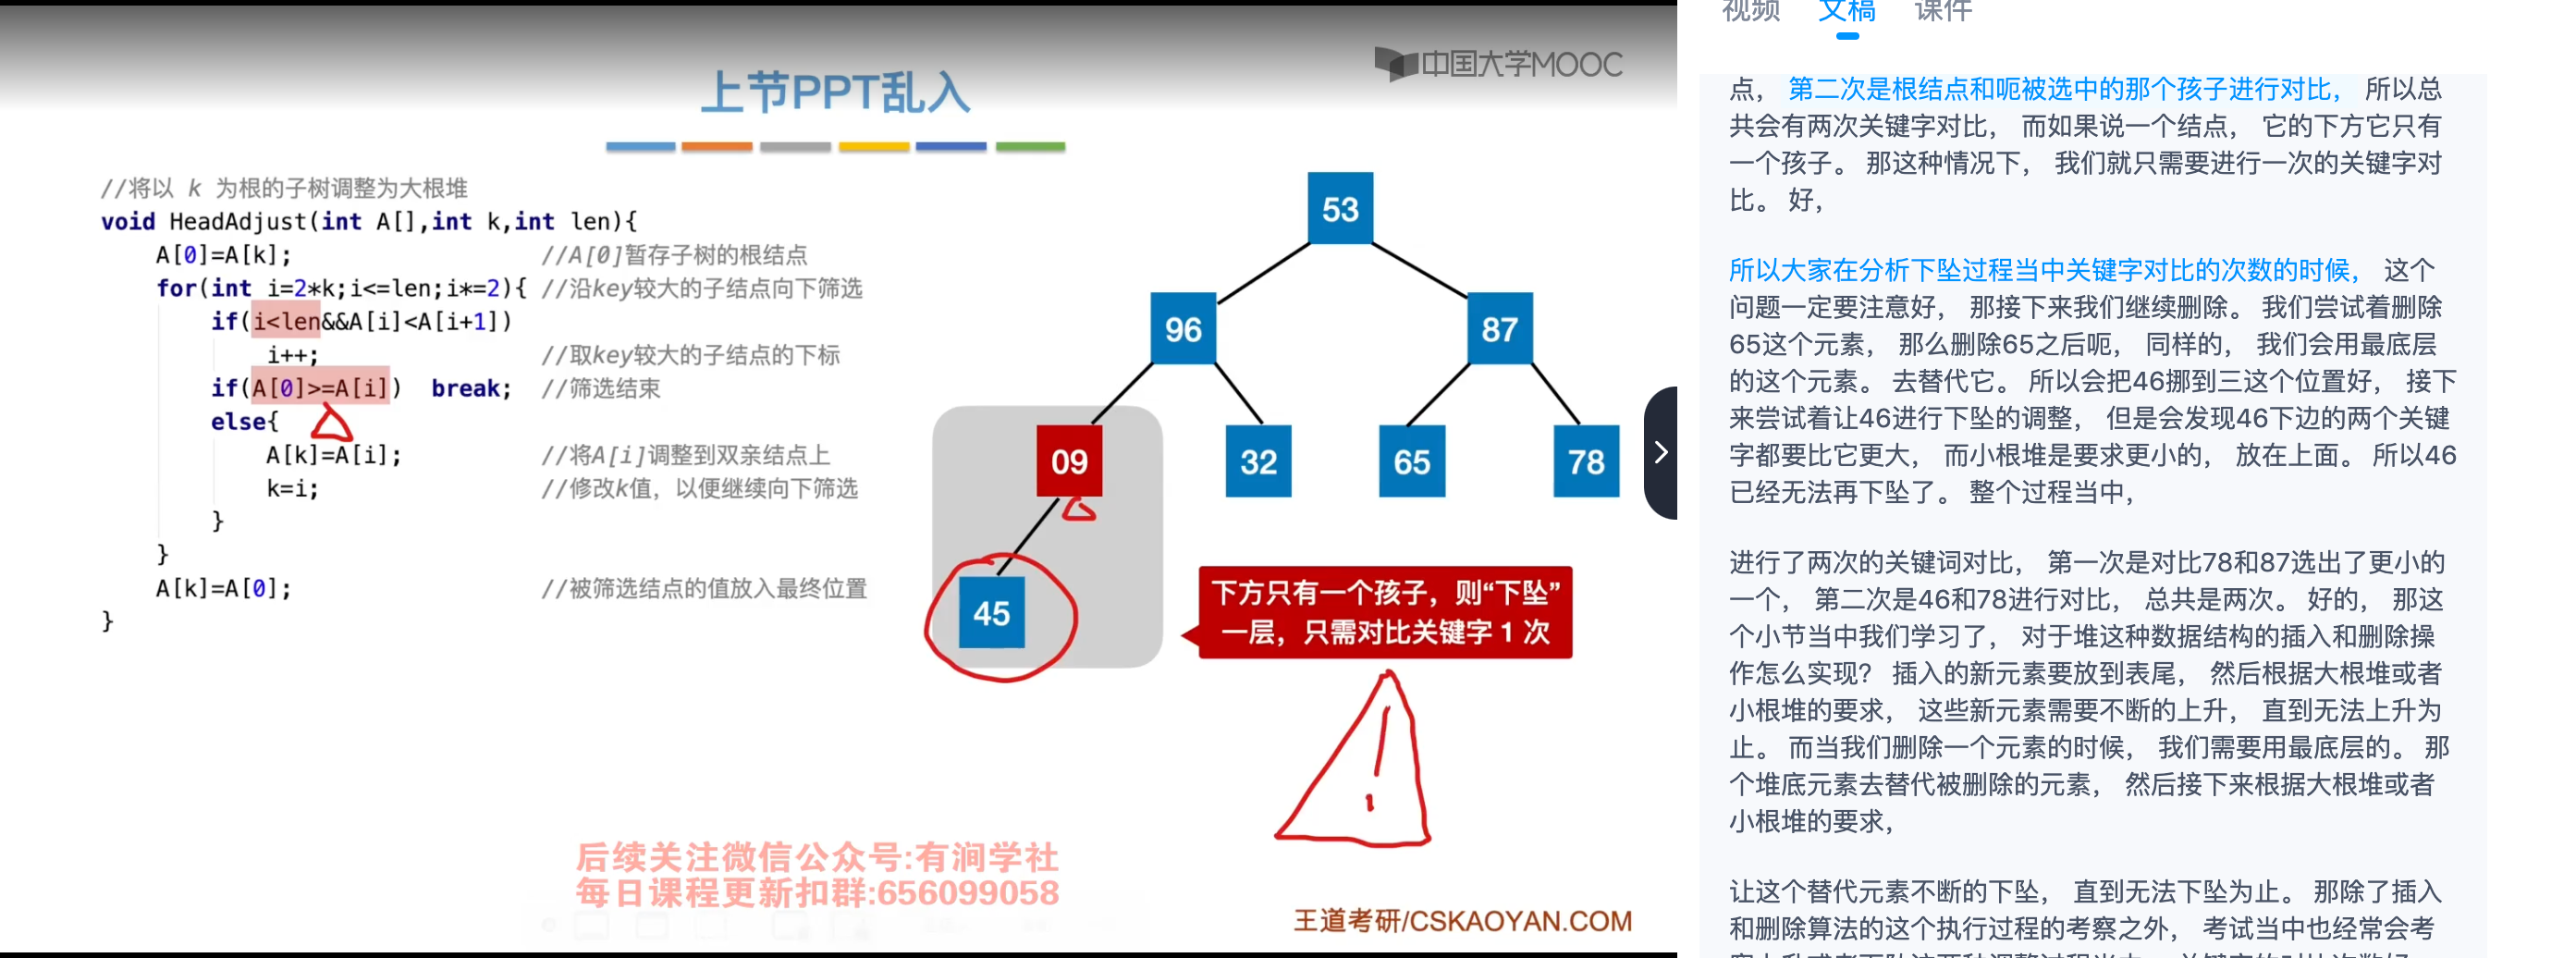 中国大学MOOC
上节PPT乱入
//将以 k 为根的子树调整为大根堆
void HeadAdjust(int A[],int k,int len){
A[0]=A[k]; //A[0]暂存子树的根结点
for(int i=2*k;i<=len;i*=2){ //沿key较大的子结点向下筛选
if(i<len&&A[i]<A[i+1])
i++; //取key较大的子结点的下标
if(A[0]>=A[i]) break; //筛选结束
else{
A[k]=A[i]; //将A[i]调整到双亲结点上
k=i; //修改k值，以便继续向下筛选
}
}
A[k]=A[0]; //被筛选结点的值放入最终位置
}
53
96 87
09 32 65 78
45
下方只有一个孩子，则“下坠”
一层，只需对比关键字 1 次
!
后续关注微信公众号:有润学社
每日课程更新扣群:656099058
王道考研/CSKAOYAN.COM
视频 文稿 课件
点， 第二次是根结点和呃被选中的那个孩子进行对比， 所以总
共会有两次关键字对比， 而如果说一个结点， 它的下方它只有
一个孩子。 那这种情况下， 我们就只需要进行一次的关键字对
比。 好，
所以大家在分析下坠过程当中关键字对比的次数的时候， 这个
问题一定要注意好， 那接下来我们继续删除。 我们尝试着删除
65这个元素， 那么删除65之后呃， 同样的， 我们会用最底层
的这个元素。 去替代它。 所以会把46挪到三这个位置好， 接下
来尝试着让46进行下坠的调整， 但是会发现46下边的两个关键
字都要比它更大， 而小根堆是要求更小的， 放在上面。 所以46
已经无法再下坠了。 整个过程当中，
进行了两次的关键词对比， 第一次是对比78和87选出了更小的
一个， 第二次是46和78进行对比， 总共是两次。 好的， 那这
个小节当中我们学习了， 对于堆这种数据结构的插入和删除操
作怎么实现? 插入的新元素要放到表尾， 然后根据大根堆或者
小根堆的要求， 这些新元素需要不断的上升， 直到无法上升为
止。 而当我们删除一个元素的时候， 我们需要用最底层的。 那
个堆底元素去替代被删除的元素， 然后接下来根据大根堆或者
小根堆的要求，
让这个替代元素不断的下坠， 直到无法下坠为止。 那除了插入
和删除算法的这个执行过程的考察之外， 考试当中也经常会考